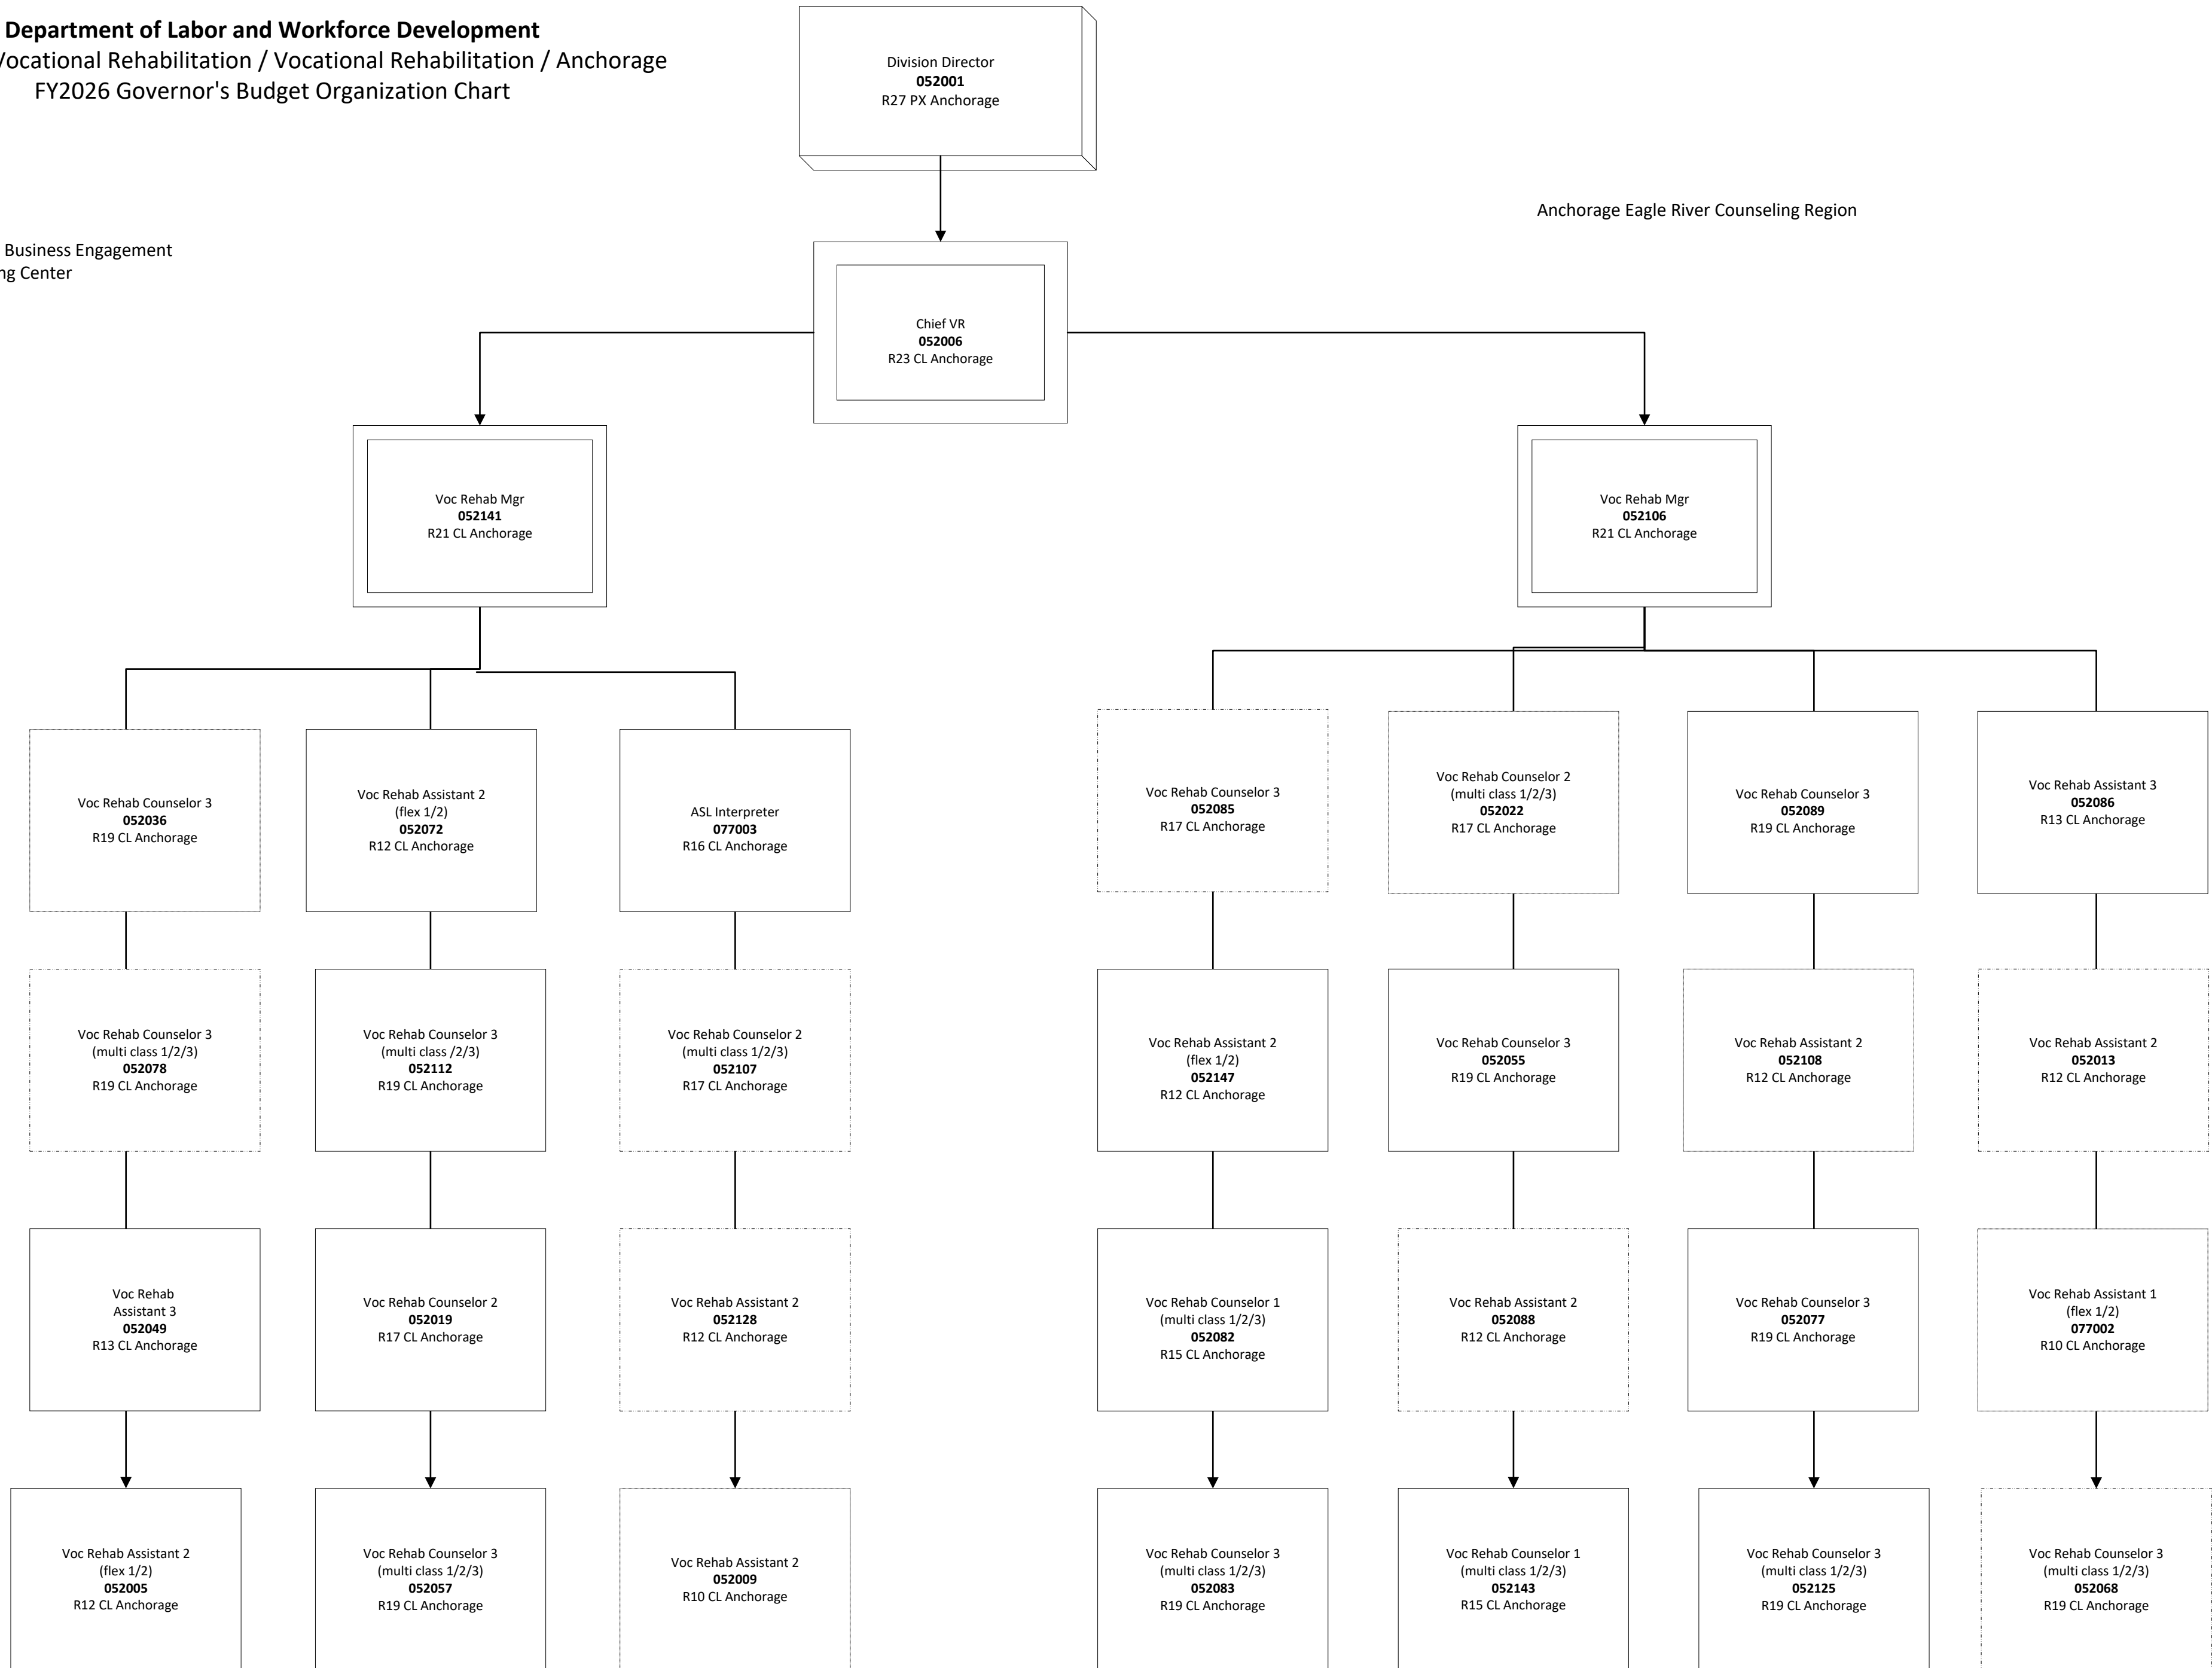 Department of Labor and Workforce Development
Vocational Rehabilitation / Vocational Rehabilitation / Anchorage
FY2026 Governor's Budget Organization Chart
Division Director
052001
R27 PX Anchorage
Anchorage Eagle River Counseling Region
Business Engagement
Center
Chief VR
052006
R23 CL Anchorage
Voc Rehab Mgr
052141
R21 CL Anchorage
Voc Rehab Mgr
052106
R21 CL Anchorage
Voc Rehab Counselor 3
052036
R19 CL Anchorage
Voc Rehab Assistant 2
(flex 1/2)
052072
R12 CL Anchorage
ASL Interpreter
077003
R16 CL Anchorage
Voc Rehab Counselor 3
052085
R17 CL Anchorage
Voc Rehab Counselor 2
(multi class 1/2/3)
052022
R17 CL Anchorage
Voc Rehab Counselor 3
052089
R19 CL Anchorage
Voc Rehab Assistant 3
052086
R13 CL Anchorage
Voc Rehab Counselor 3
(multi class 1/2/3)
052078
R19 CL Anchorage
Voc Rehab Counselor 3
(multi class /2/3)
052112
R19 CL Anchorage
Voc Rehab Counselor 2
(multi class 1/2/3)
052107
R17 CL Anchorage
Voc Rehab Assistant 2
(flex 1/2)
052147
R12 CL Anchorage
Voc Rehab Counselor 3
052055
R19 CL Anchorage
Voc Rehab Assistant 2
052108
R12 CL Anchorage
Voc Rehab Assistant 2
052013
R12 CL Anchorage
Voc Rehab
Assistant 3
052049
R13 CL Anchorage
Voc Rehab Counselor 2
052019
R17 CL Anchorage
Voc Rehab Assistant 2
052128
R12 CL Anchorage
Voc Rehab Counselor 1
(multi class 1/2/3)
052082
R15 CL Anchorage
Voc Rehab Assistant 2
052088
R12 CL Anchorage
Voc Rehab Counselor 3
052077
R19 CL Anchorage
Voc Rehab Assistant 1
(flex 1/2)
077002
R10 CL Anchorage
Voc Rehab Assistant 2
(flex 1/2)
052005
R12 CL Anchorage
Voc Rehab Counselor 3
(multi class 1/2/3)
052057
R19 CL Anchorage
Voc Rehab Assistant 2
052009
R10 CL Anchorage
Voc Rehab Counselor 3
(multi class 1/2/3)
052083
R19 CL Anchorage
Voc Rehab Counselor 1
(multi class 1/2/3)
052143
R15 CL Anchorage
Voc Rehab Counselor 3
(multi class 1/2/3)
052125
R19 CL Anchorage
Voc Rehab Counselor 3
(multi class 1/2/3)
052068
R19 CL Anchorage